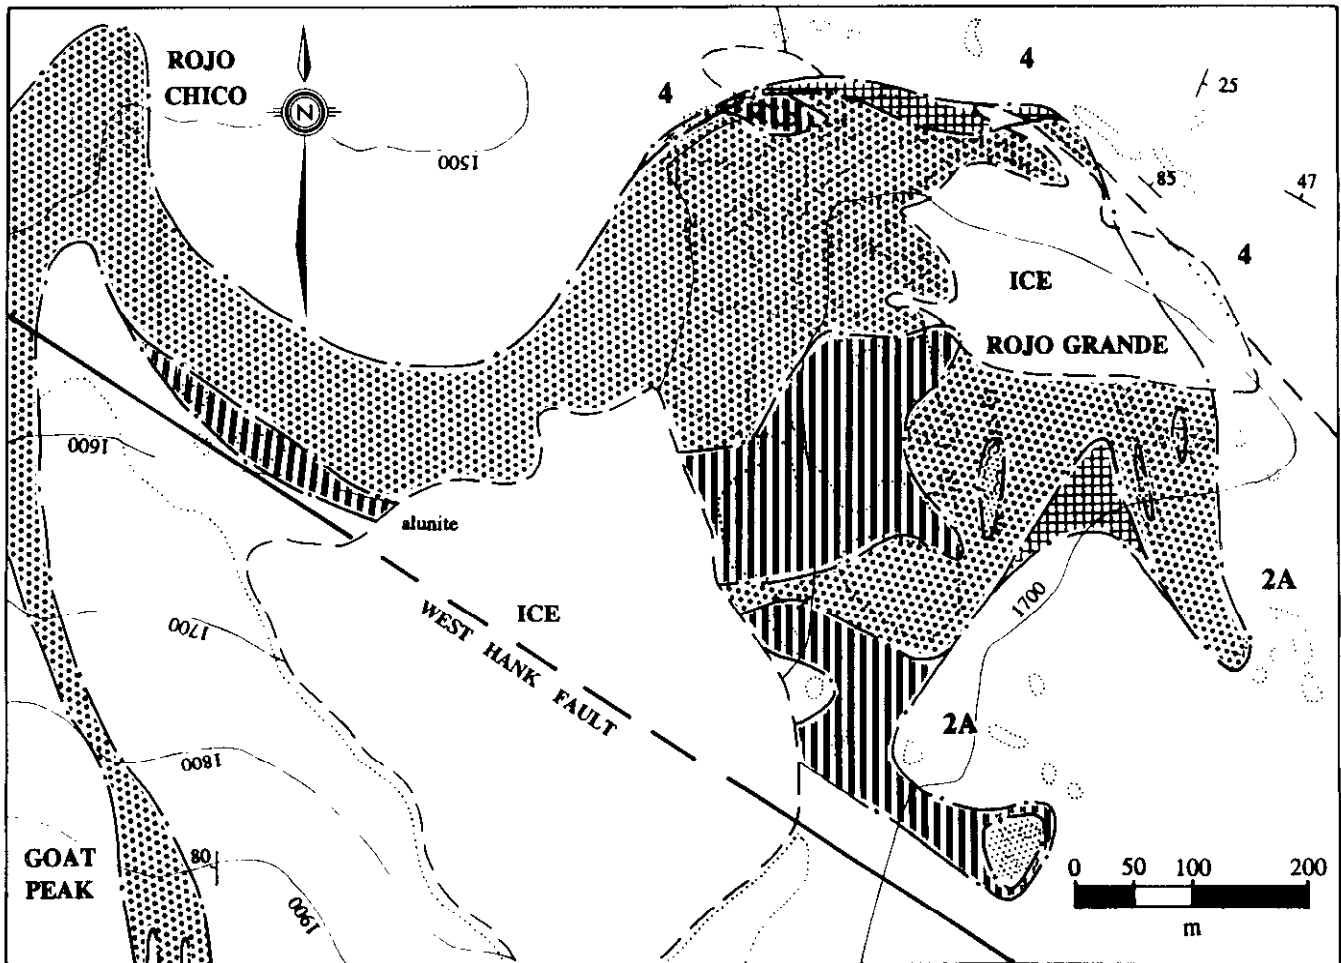 ROJO
CHICO
N
4
4
25
1500
85
47
4
ICE
ROJO GRANDE
1600
alunite
2A
1700
ICE
WEST HANK FAULT
1700
2A
1800
GOAT
PEAK
80
1900
0 50 100 200
m